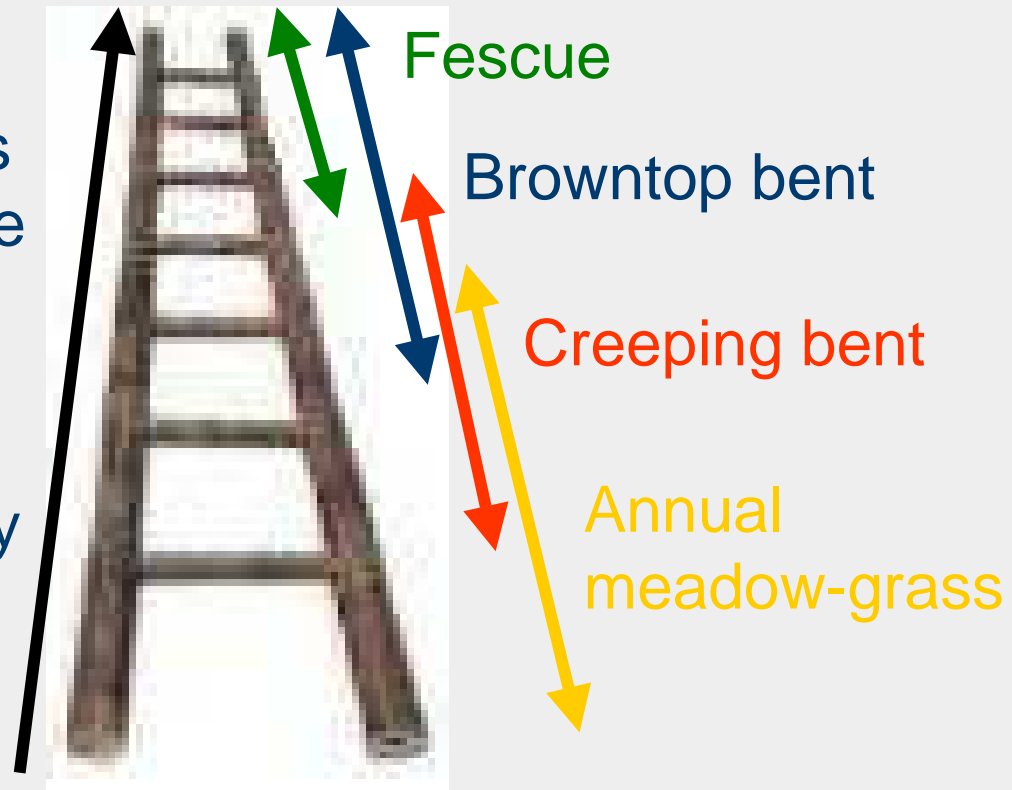 Fescue
s
Browntop bent
e
Creeping bent
Annual
y
meadow-grass